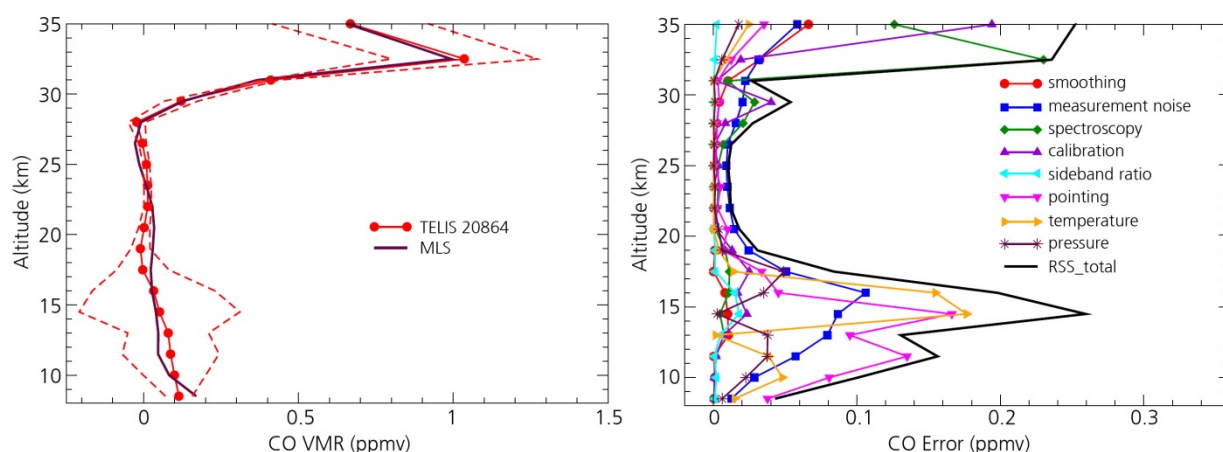 35
30
25
20
15
10
Altitude (km)
0
0.5
1
1.5
CO VMR (ppmv)
TELIS 20864
MLS
35
30
25
20
15
10
Altitude (km)
0
0.1
0.2
0.3
CO Error (ppmv)
smoothing
measurement noise
spectroscopy
calibration
sideband ratio
pointing
temperature
pressure
RSS_total